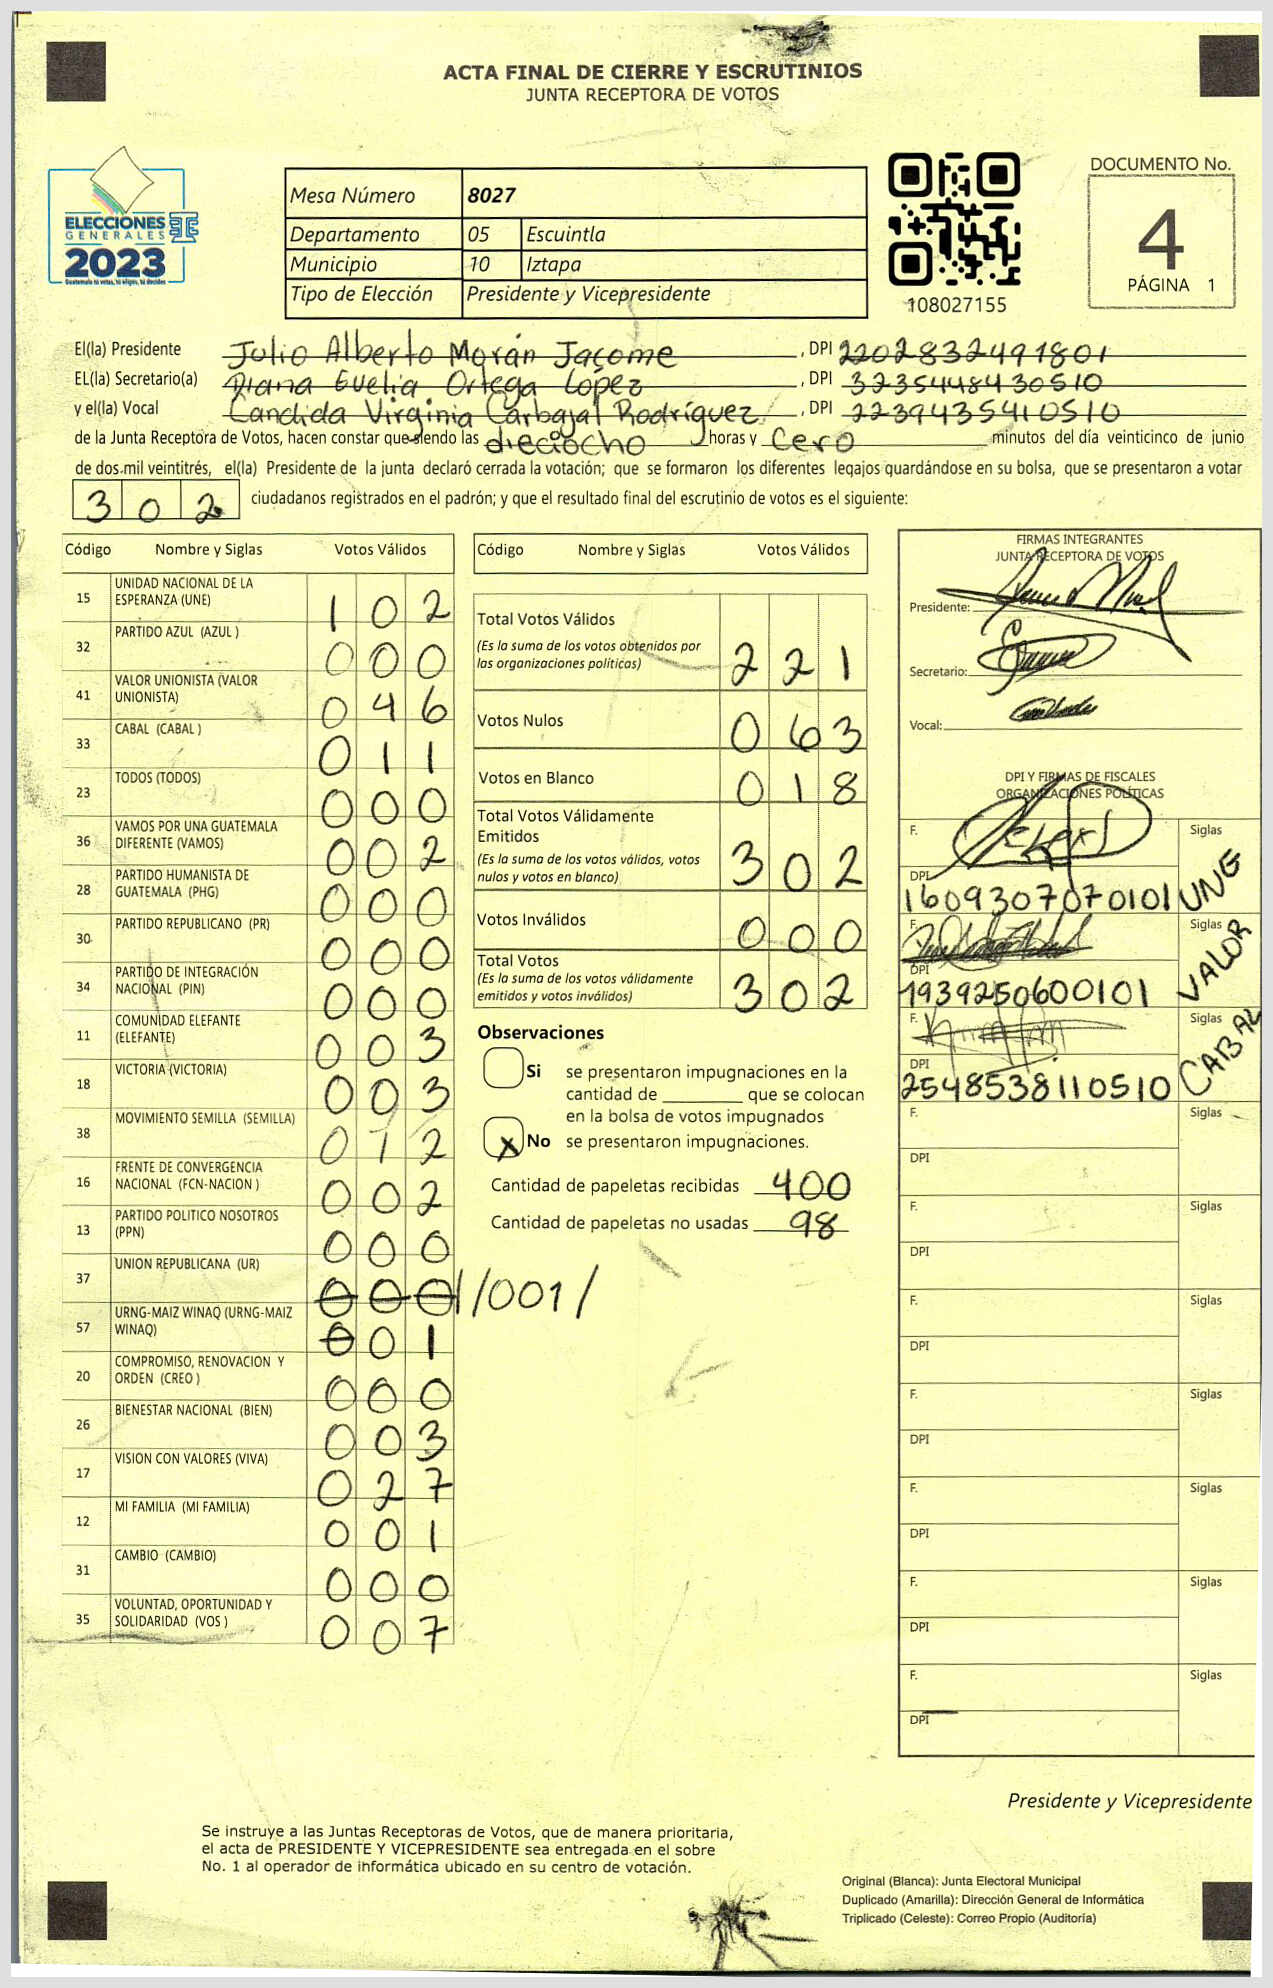 ACTA FINAL DE CIERRE Y ESCRUTINIOS
JUNTA RECEPTORA DE VOTOS
ELECCIONES
GENERALES
2023
Guatemala tú votas, tú eliges, tú decides
Mesa Número 8027
Departamento 05 Escuintla
Municipio 10 Iztapa
Tipo de Elección Presidente y Vicepresidente
108027155
DOCUMENTO No.
4
PÁGINA 1
El(la) Presidente Julio Alberto Morán Jacome , DPI 2202832491801
EL(la) Secretario(a) Diana Evelia Ortega López , DPI 3235448430510
y el(la) Vocal Candida Virginia Carbajal Rodríguez , DPI 2239435410510
de la Junta Receptora de Votos, hacen constar que siendo las dieciocho horas y cero minutos del día veinticinco de junio
de dos mil veintitrés, el(la) Presidente de la junta declaró cerrada la votación; que se formaron los diferentes legajos guardándose en su bolsa, que se presentaron a votar
302 ciudadanos registrados en el padrón; y que el resultado final del escrutinio de votos es el siguiente:
Código Nombre y Siglas Votos Válidos
15 UNIDAD NACIONAL DE LA ESPERANZA (UNE) 102
32 PARTIDO AZUL (AZUL ) 000
41 VALOR UNIONISTA (VALOR UNIONISTA) 046
33 CABAL (CABAL ) 011
23 TODOS (TODOS) 000
36 VAMOS POR UNA GUATEMALA DIFERENTE (VAMOS) 002
28 PARTIDO HUMANISTA DE GUATEMALA (PHG) 000
30 PARTIDO REPUBLICANO (PR) 000
34 PARTIDO DE INTEGRACIÓN NACIONAL (PIN) 000
11 COMUNIDAD ELEFANTE (ELEFANTE) 003
18 VICTORIA (VICTORIA) 003
38 MOVIMIENTO SEMILLA (SEMILLA) 012
16 FRENTE DE CONVERGENCIA NACIONAL (FCN-NACION ) 002
13 PARTIDO POLITICO NOSOTROS (PPN) 000
37 UNION REPUBLICANA (UR) 000 /001/
57 URNG-MAIZ WINAQ (URNG-MAIZ WINAQ) 001
20 COMPROMISO, RENOVACION Y ORDEN (CREO ) 000
26 BIENESTAR NACIONAL (BIEN) 003
17 VISION CON VALORES (VIVA) 027
12 MI FAMILIA (MI FAMILIA) 001
31 CAMBIO (CAMBIO) 000
35 VOLUNTAD, OPORTUNIDAD Y SOLIDARIDAD (VOS ) 007
Código Nombre y Siglas Votos Válidos
Total Votos Válidos 221
(Es la suma de los votos obtenidos por
las organizaciones políticas)
Votos Nulos 063
Votos en Blanco 018
Total Votos Válidamente
Emitidos 302
(Es la suma de los votos válidos, votos
nulos y votos en blanco)
Votos Inválidos 000
Total Votos 302
(Es la suma de los votos válidamente
emitidos y votos inválidos)
Observaciones
Si se presentaron impugnaciones en la
cantidad de ________ que se colocan
en la bolsa de votos impugnados
X No se presentaron impugnaciones.
Cantidad de papeletas recibidas 400
Cantidad de papeletas no usadas 98
FIRMAS INTEGRANTES
JUNTA RECEPTORA DE VOTOS
Presidente:
Secretario:
Vocal:
DPI Y FIRMAS DE FISCALES
ORGANIZACIONES POLÍTICAS
F. Siglas
DPI 1609307070101 UNE
F. Siglas
DPI 1939250600101 VALOR
F. Siglas
DPI 2548538110510 CABAL
F. Siglas
DPI
F. Siglas
DPI
F. Siglas
DPI
F. Siglas
DPI
F. Siglas
DPI
F. Siglas
DPI
F. Siglas
DPI
Presidente y Vicepresidente
Se instruye a las Juntas Receptoras de Votos, que de manera prioritaria,
el acta de PRESIDENTE Y VICEPRESIDENTE sea entregada en el sobre
No. 1 al operador de informática ubicado en su centro de votación.
Original (Blanca): Junta Electoral Municipal
Duplicado (Amarilla): Dirección General de Informática
Triplicado (Celeste): Correo Propio (Auditoría)